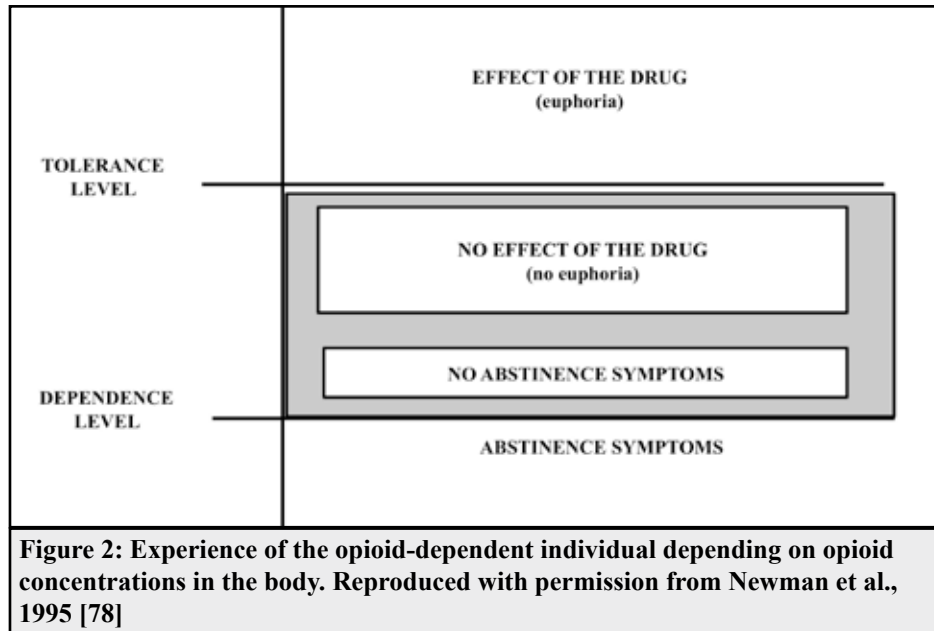 EFFECT OF THE DRUG
(euphoria)
TOLERANCE
LEVEL
NO EFFECT OF THE DRUG
(no euphoria)
NO ABSTINENCE SYMPTOMS
DEPENDENCE
LEVEL
ABSTINENCE SYMPTOMS
Figure 2: Experience of the opioid-dependent individual depending on opioid
concentrations in the body. Reproduced with permission from Newman et al.,
1995 [78]